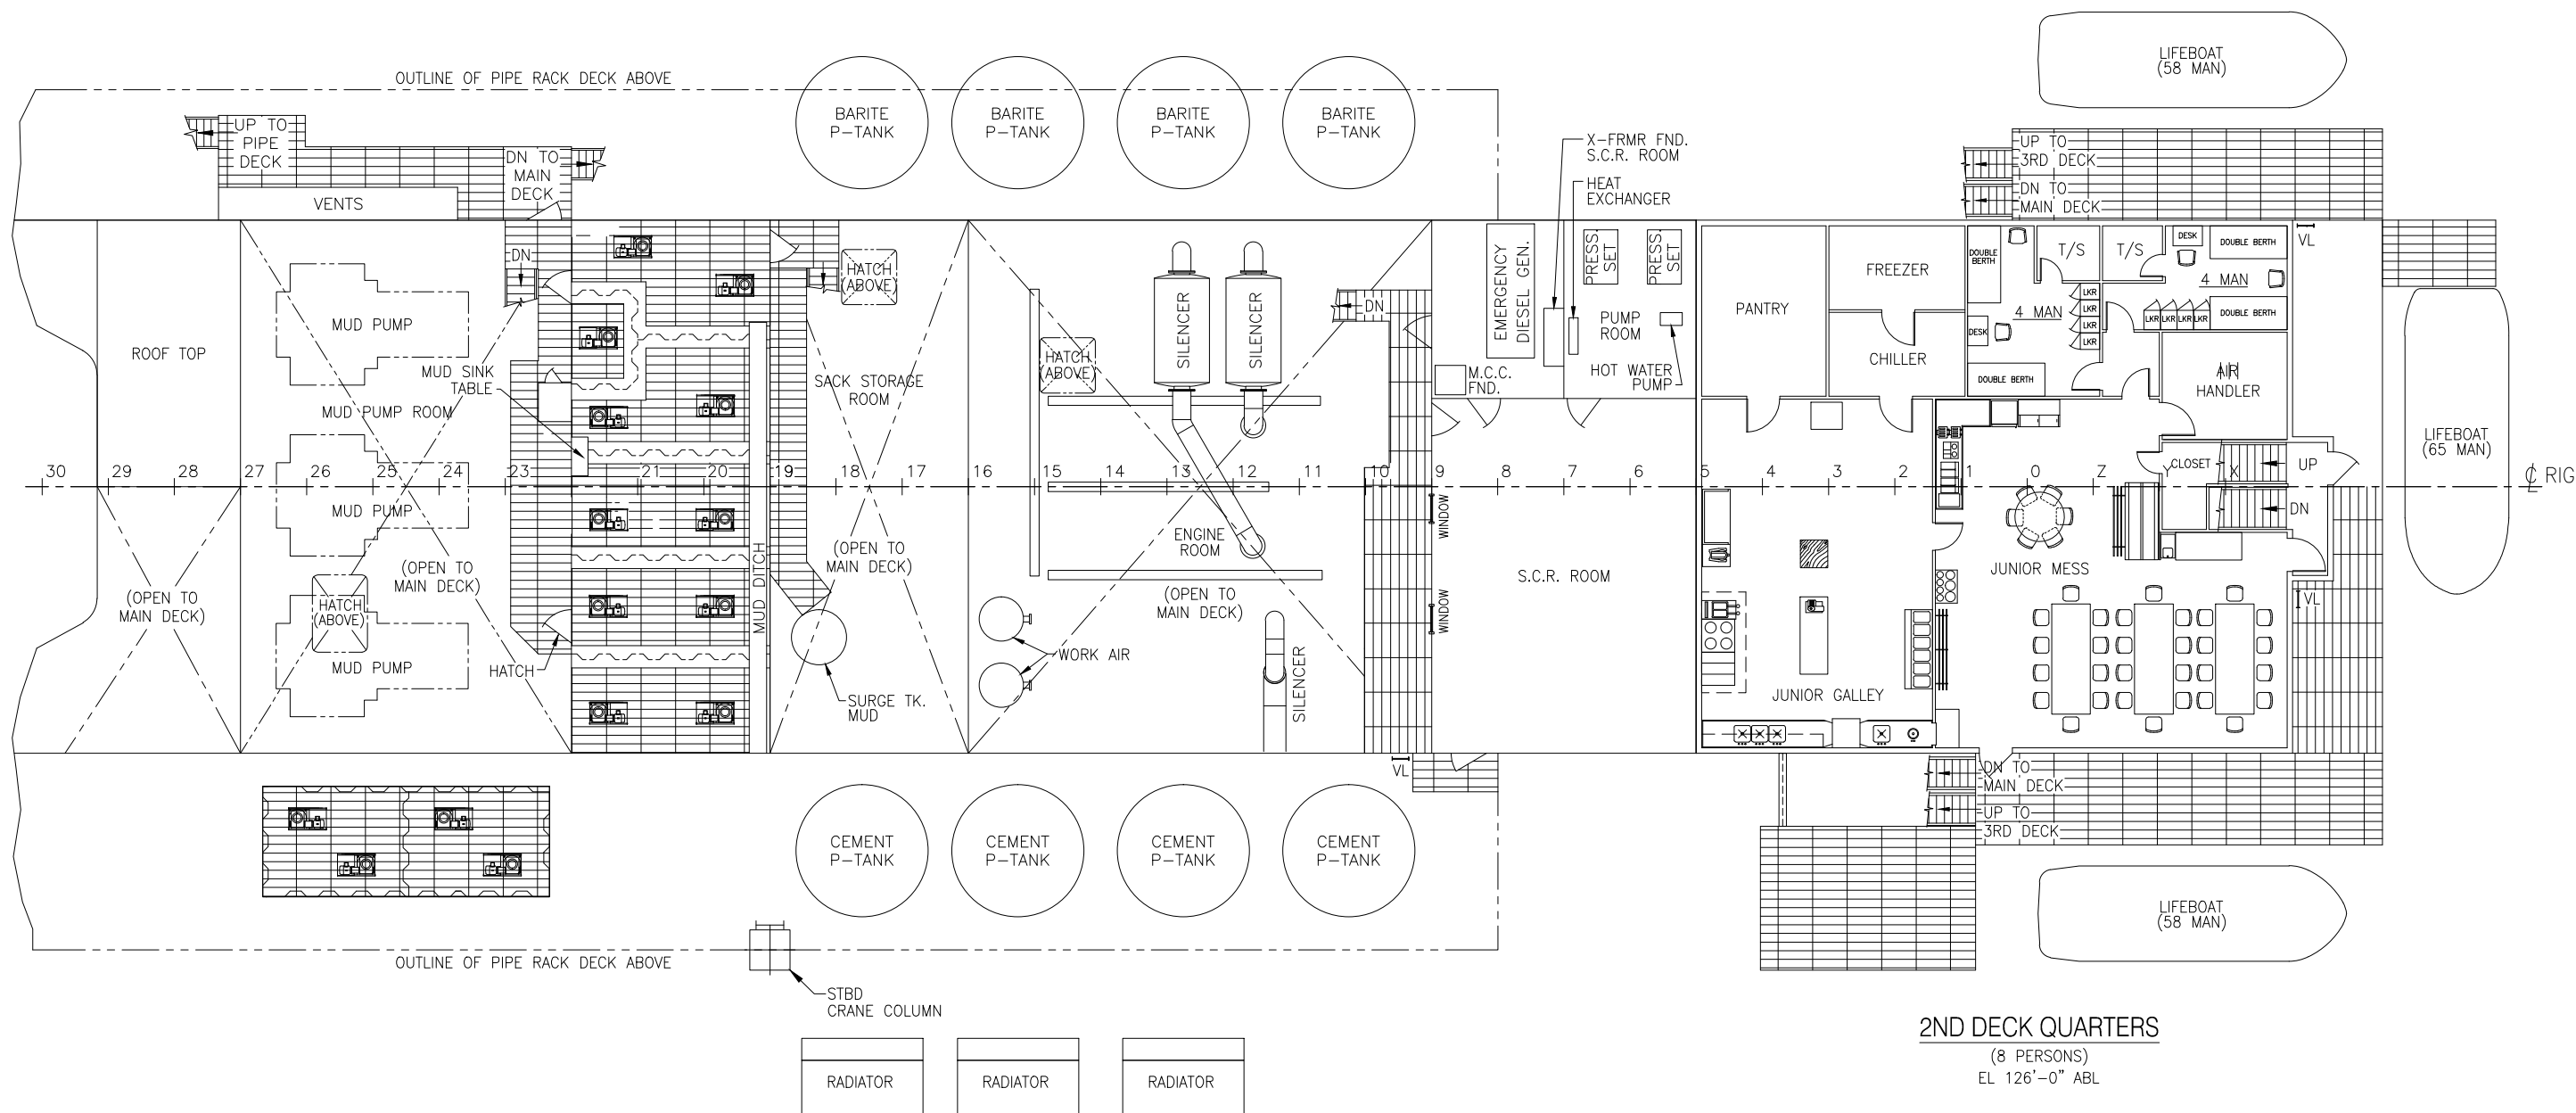 LIFEBOAT
(58 MAN)
OUTLINE OF PIPE RACK DECK ABOVE
BARITE
P-TANK
BARITE
P-TANK
BARITE
P-TANK
BARITE
P-TANK
UP TO
PIPE
DECK
DN TO
MAIN
DECK
VENTS
X-FRMR FND.
S.C.R. ROOM
HEAT
EXCHANGER
UP TO
3RD DECK
DN TO
MAIN DECK
DN
HATCH
(ABOVE)
SILENCER
SILENCER
DN
HATCH
(ABOVE)
EMERGENCY
DIESEL GEN.
PRESS.
SET
PRESS.
SET
PUMP
ROOM
HOT WATER
PUMP
M.C.C.
FND.
PANTRY
FREEZER
CHILLER
DOUBLE
BERTH
T/S
T/S
DESK
DOUBLE BERTH
VL
4 MAN
LKR
LKR
LKR
LKR
DESK
DOUBLE BERTH
4 MAN
LKR
LKR
LKR
LKR
DOUBLE BERTH
AIR
HANDLER
ROOF TOP
MUD PUMP
MUD SINK
TABLE
MUD PUMP ROOM
SACK STORAGE
ROOM
LIFEBOAT
(65 MAN)
30 29 28 27 26 25 24 23 21 20 19 18 17 16 15 14 13 12 11 10 9 8 7 6 5 4 3 2 1 0 Z Y X
CLOSET
UP
DN
℄ RIG
MUD PUMP
WINDOW
ENGINE
ROOM
(OPEN TO
MAIN DECK)
(OPEN TO
MAIN DECK)
(OPEN TO
MAIN DECK)
(OPEN TO
MAIN DECK)
MUD DITCH
S.C.R. ROOM
JUNIOR MESS
VL
HATCH
(ABOVE)
WINDOW
MUD PUMP
HATCH
WORK AIR
SURGE TK.
MUD
SILENCER
JUNIOR GALLEY
VL
DN TO
MAIN DECK
UP TO
3RD DECK
CEMENT
P-TANK
CEMENT
P-TANK
CEMENT
P-TANK
CEMENT
P-TANK
LIFEBOAT
(58 MAN)
OUTLINE OF PIPE RACK DECK ABOVE
STBD
CRANE COLUMN
RADIATOR
RADIATOR
RADIATOR
2ND DECK QUARTERS
(8 PERSONS)
EL 126'-0" ABL